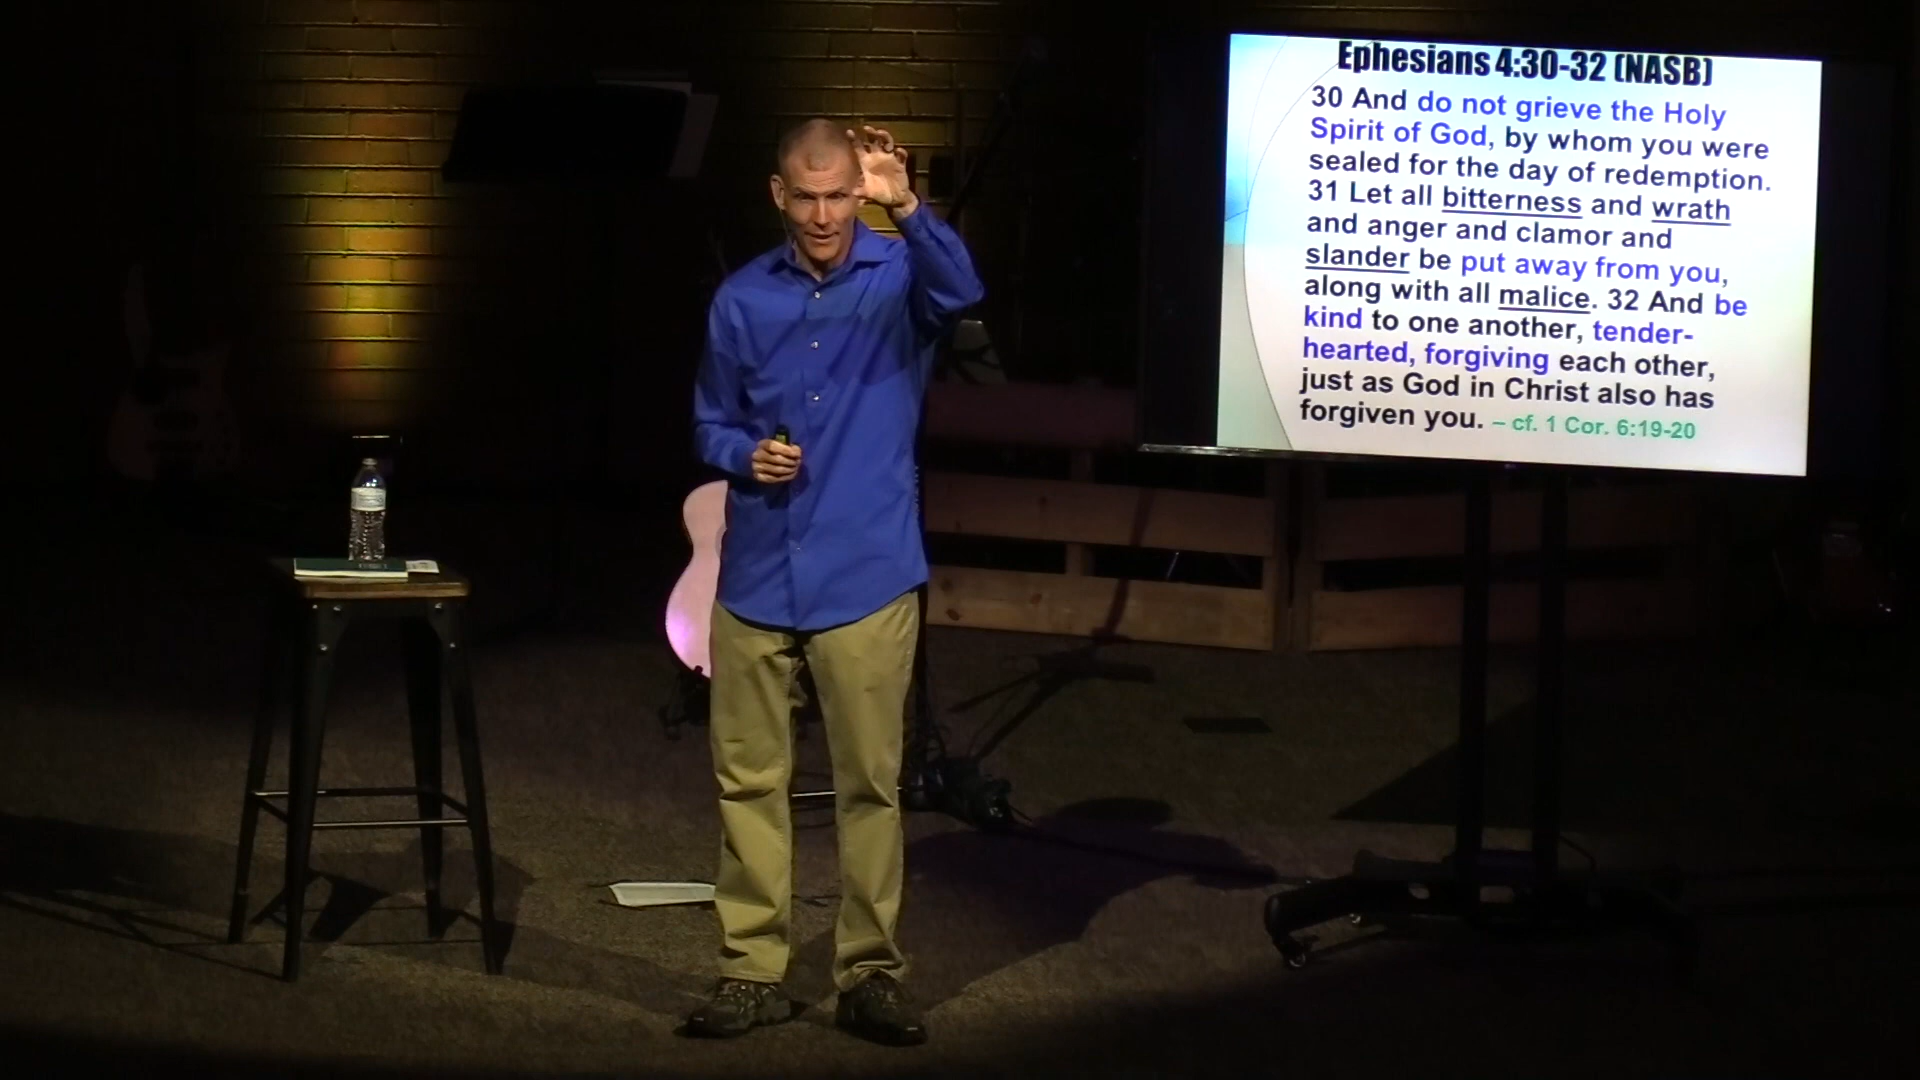 Ephesians 4:30-32 (NASB)
30 And do not grieve the Holy
Spirit of God, by whom you were
sealed for the day of redemption.
31 Let all bitterness and wrath
and anger and clamor and
slander be put away from you,
along with all malice. 32 And be
kind to one another, tender-
hearted, forgiving each other,
just as God in Christ also has
forgiven you. – cf. 1 Cor. 6:19-20